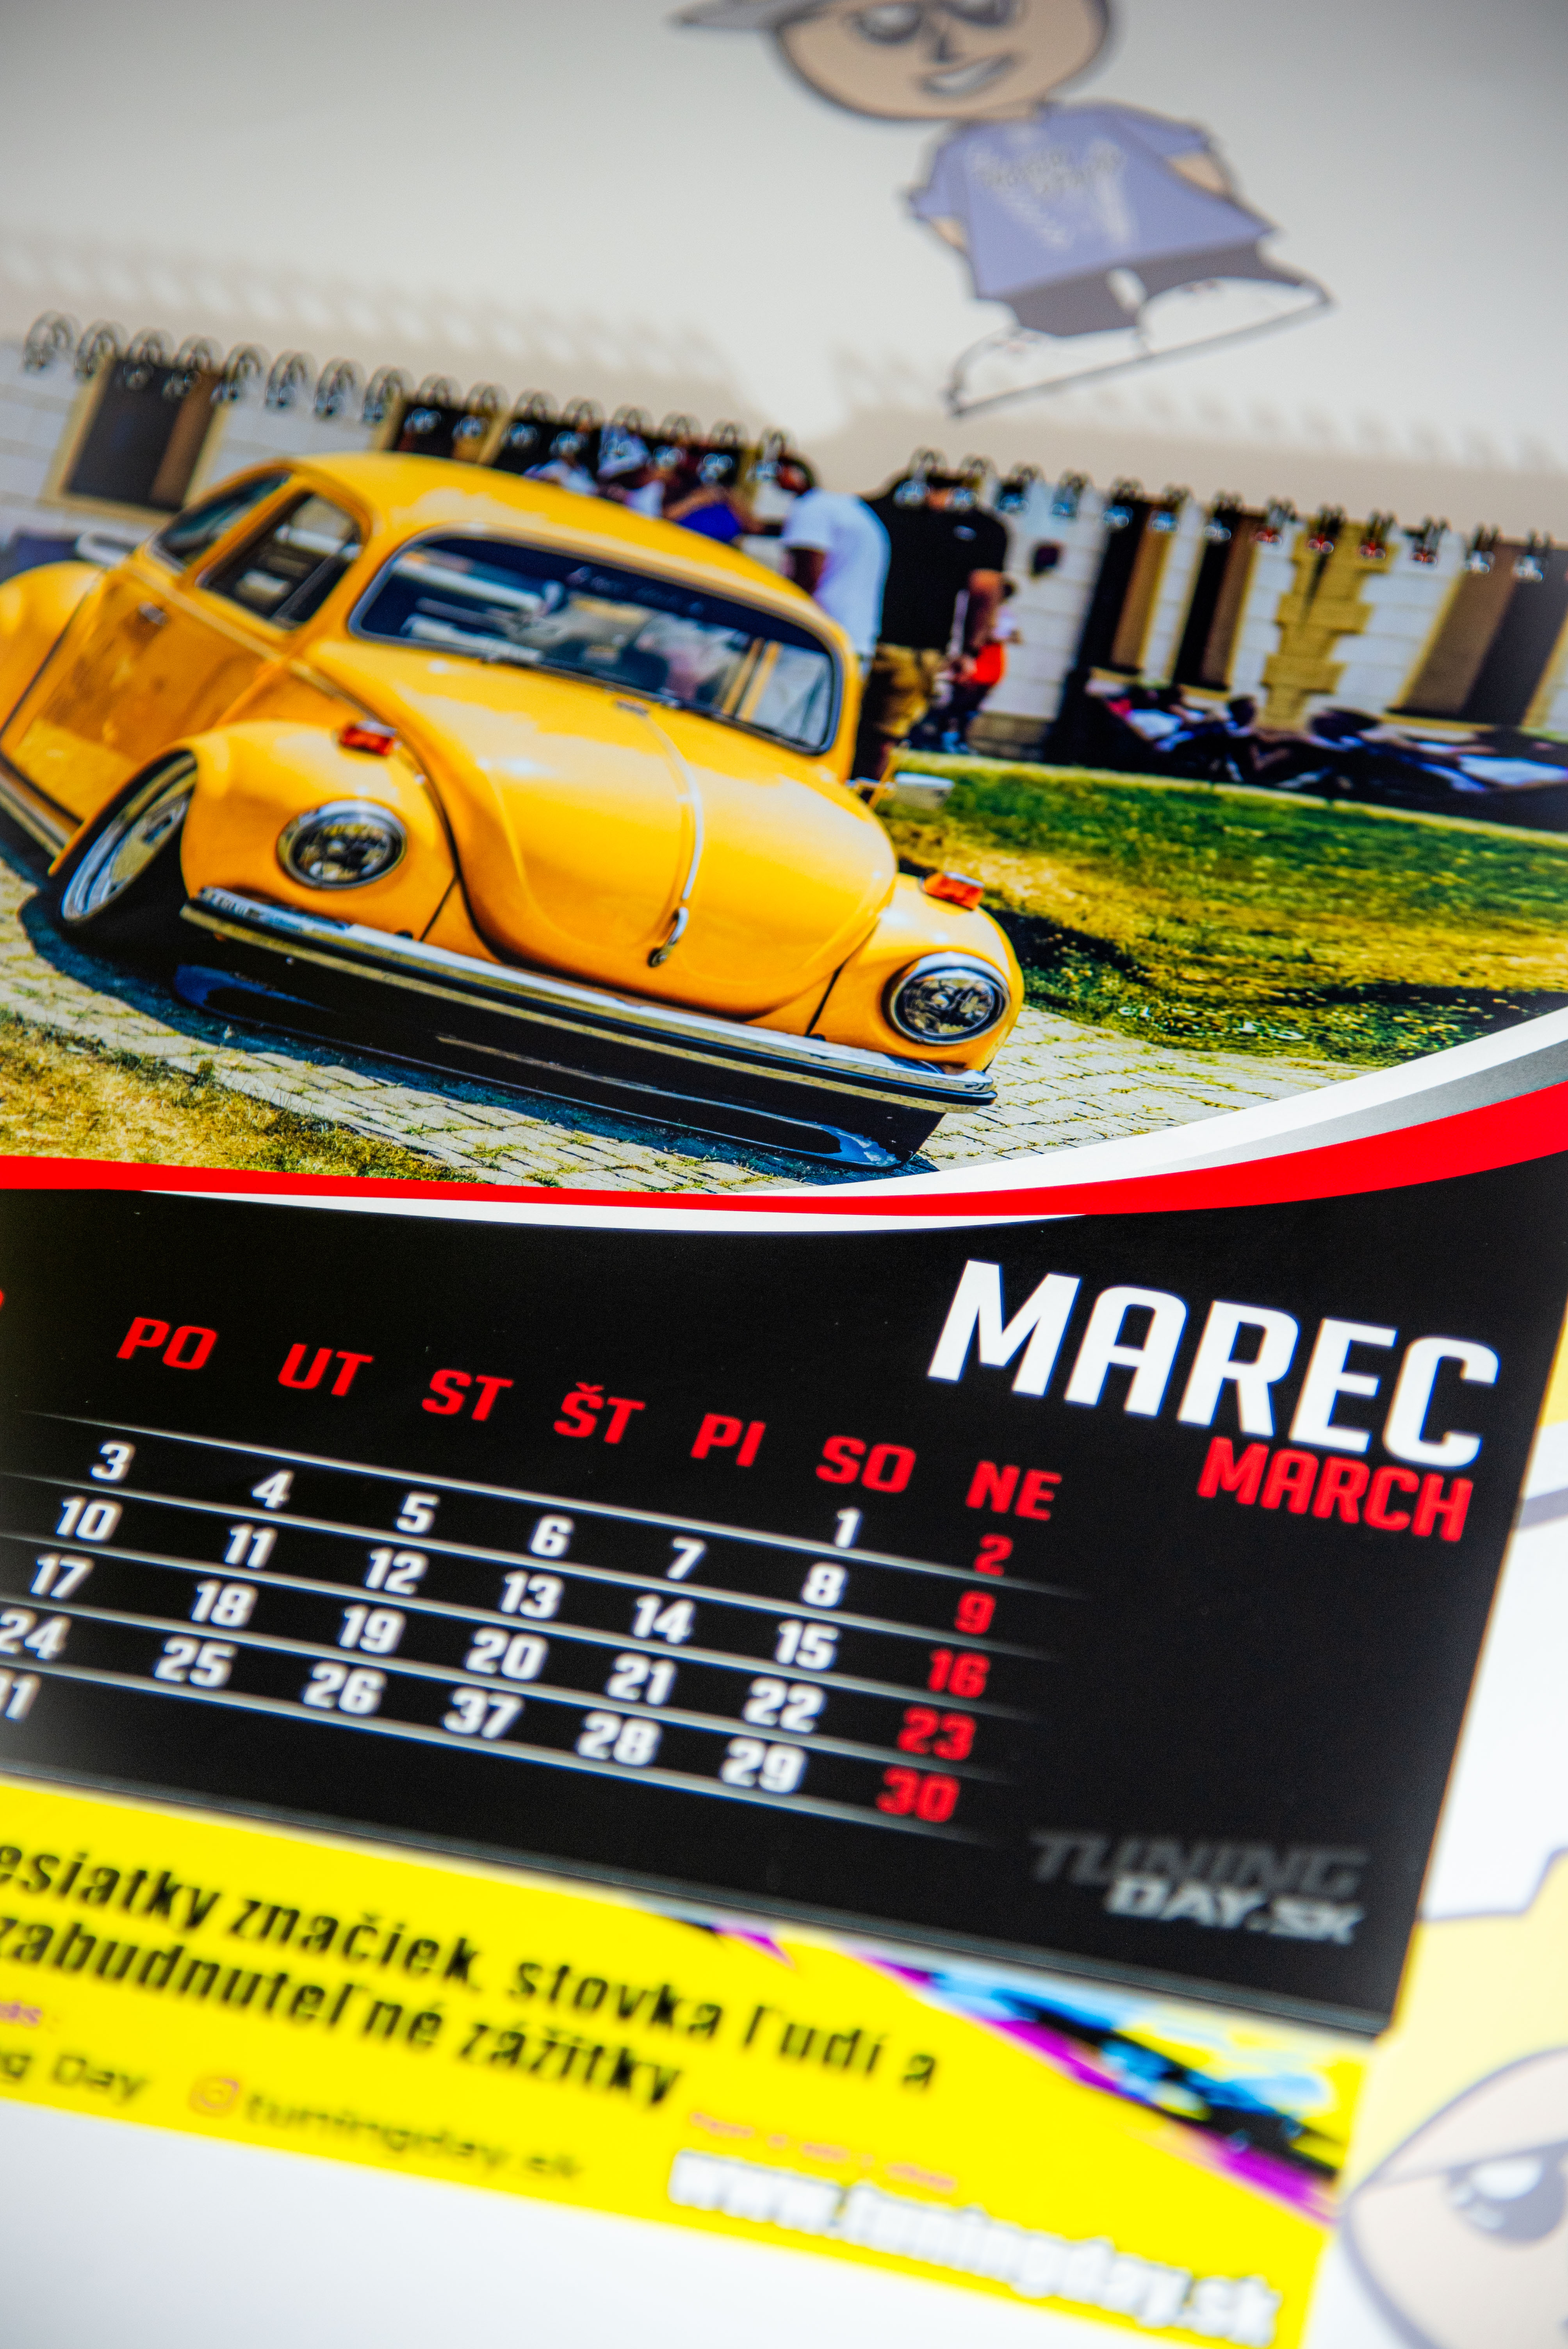 MAREC
MARCH
PO UT ST ŠT PI SO NE
1 2
3 4 5 6 7 8 9
10 11 12 13 14 15 16
17 18 19 20 21 22 23
24 25 26 37 28 29 30
31
TUNING
DAY.SK
esiatky značiek, stovka ľudí a
zabudnuteľné zážitky
ng Day tuningday.sk
www.tuningday.sk